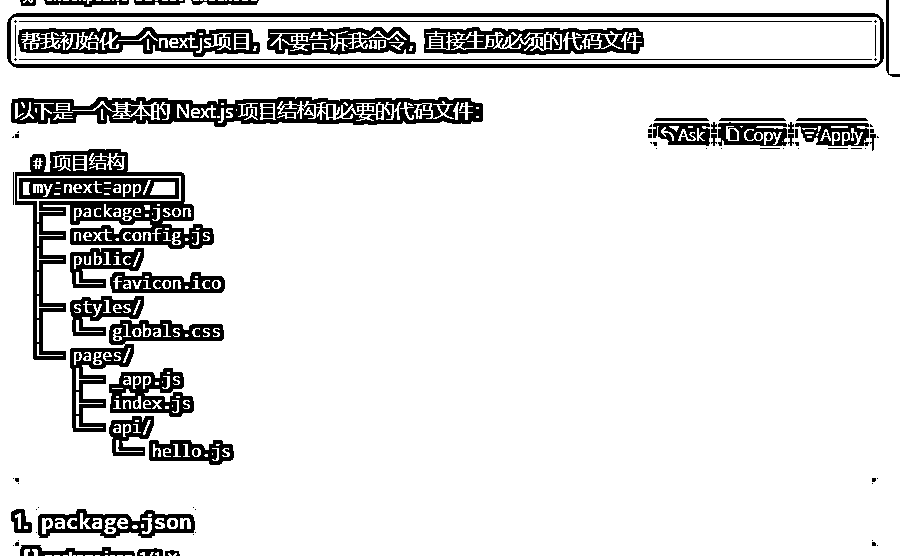 帮我初始化一个nextjs项目，不要告诉我命令，直接生成必须的代码文件
以下是一个基本的 Next.js 项目结构和必要的代码文件：
Ask Copy Apply
# 项目结构
my-next-app/
├── package.json
├── next.config.js
├── public/
│   └── favicon.ico
├── styles/
│   └── globals.css
└── pages/
    ├── _app.js
    ├── index.js
    └── api/
        └── hello.js
1. package.json